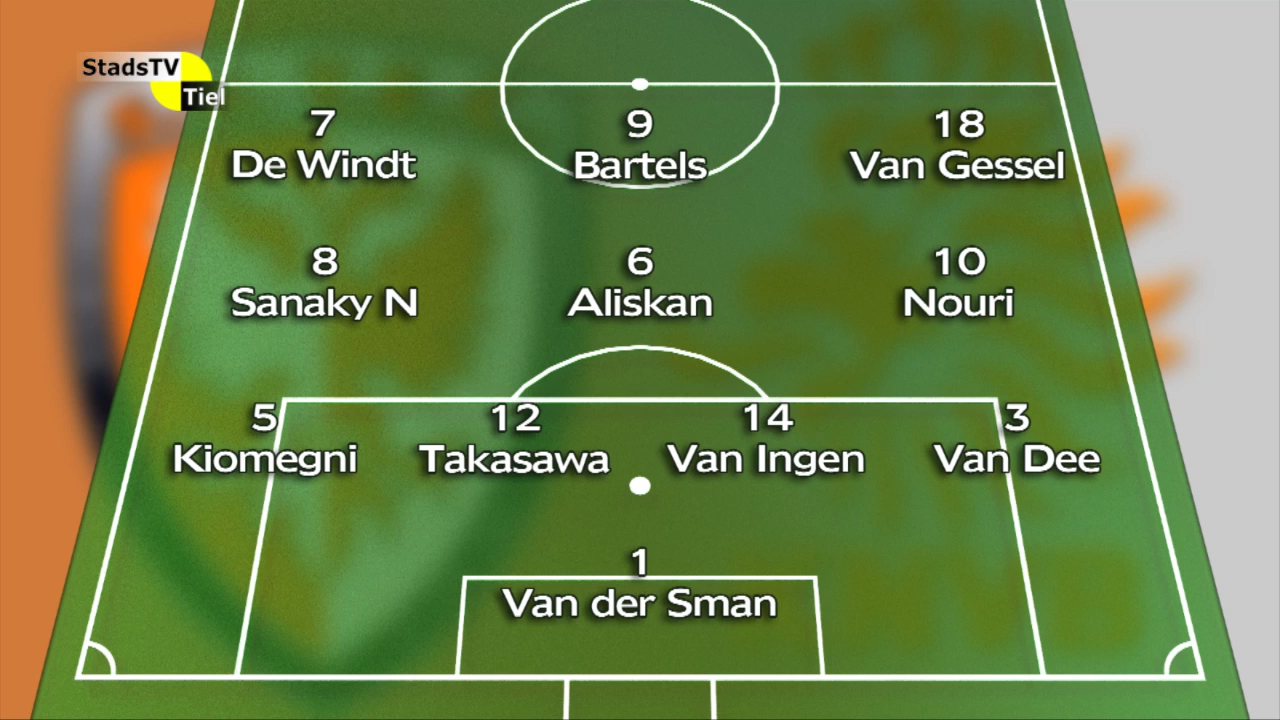 StadsTV
Tiel
7 9 18
De Windt Bartels Van Gessel
8 6 10
Sanaky N Aliskan Nouri
5 12 14 3
Kiomegni Takasawa Van Ingen Van Dee
1
Van der Sman